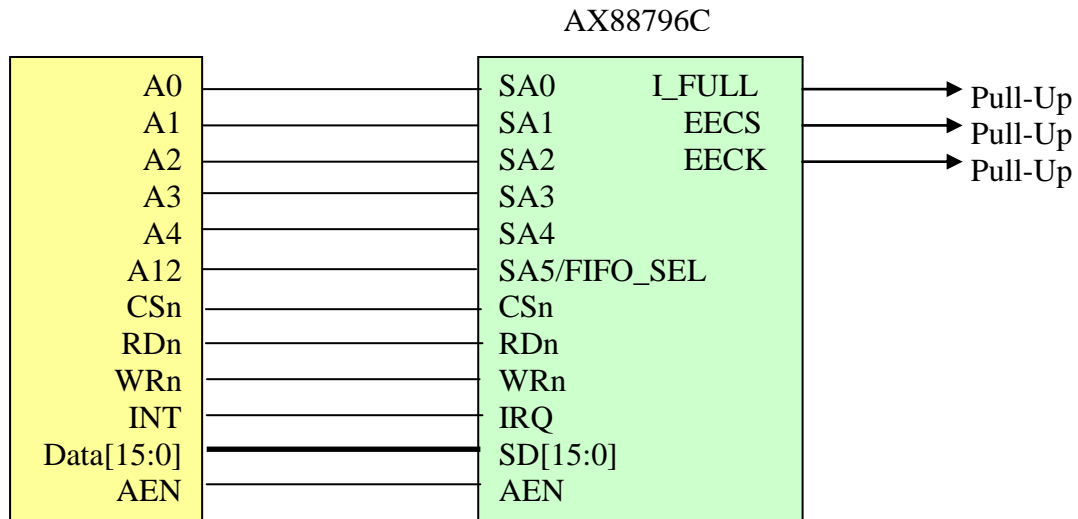 AX88796C
A0 SA0 I_FULL Pull-Up
A1 SA1 EECS Pull-Up
A2 SA2 EECK Pull-Up
A3 SA3
A4 SA4
A12 SA5/FIFO_SEL
CSn CSn
RDn RDn
WRn WRn
INT IRQ
Data[15:0] SD[15:0]
AEN AEN